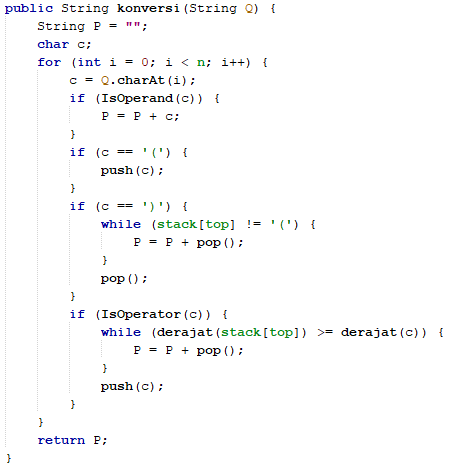 public String konversi(String Q) {
    String P = "";
    char c;
    for (int i = 0; i < n; i++) {
        c = Q.charAt(i);
        if (IsOperand(c)) {
            P = P + c;
        }
        if (c == '(') {
            push(c);
        }
        if (c == ')') {
            while (stack[top] != '(') {
                P = P + pop();
            }
            pop();
        }
        if (IsOperator(c)) {
            while (derajat(stack[top]) >= derajat(c)) {
                P = P + pop();
            }
            push(c);
        }
    }
    return P;
}